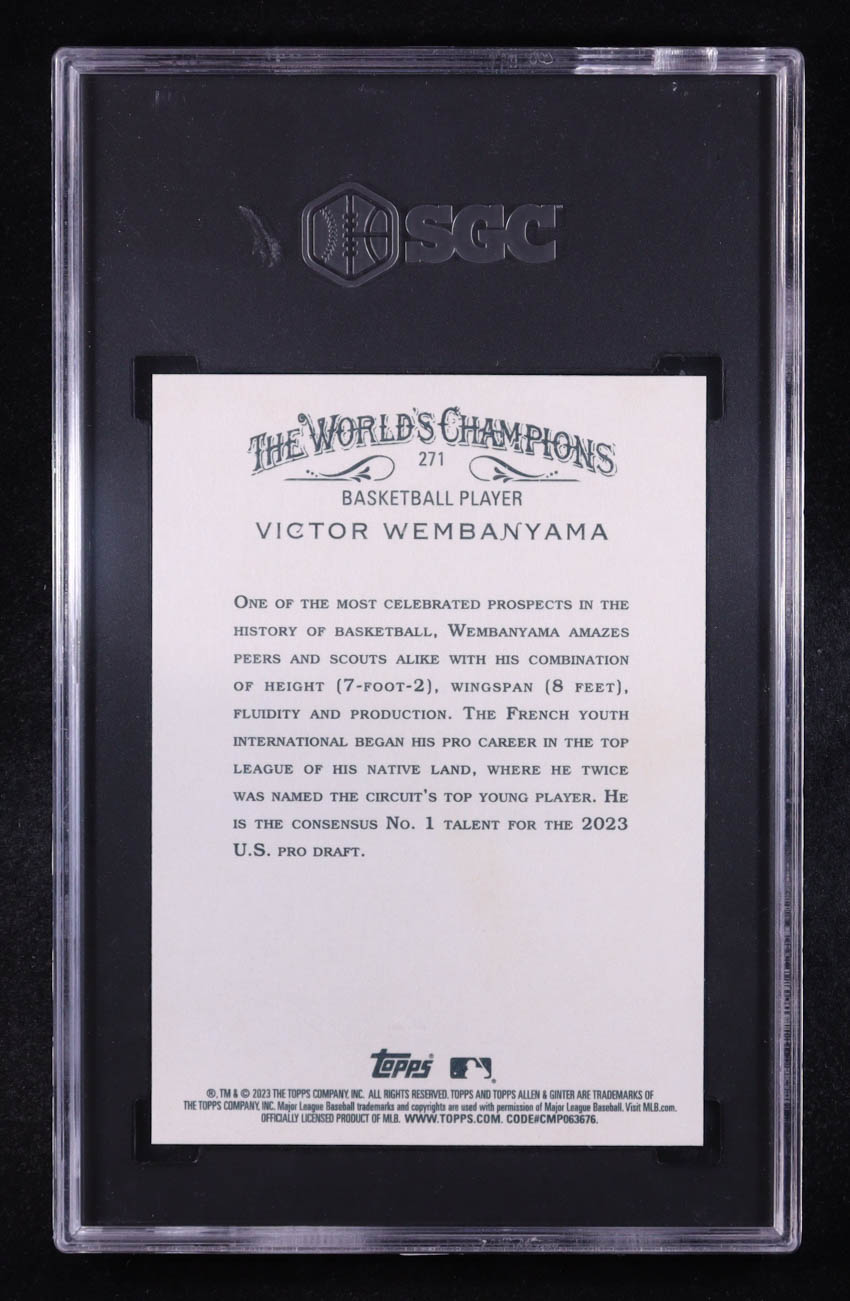 SGC
THE WORLD'S CHAMPIONS
271
BASKETBALL PLAYER
VICTOR WEMBANYAMA
ONE OF THE MOST CELEBRATED PROSPECTS IN THE
HISTORY OF BASKETBALL, WEMBANYAMA AMAZES
PEERS AND SCOUTS ALIKE WITH HIS COMBINATION
OF HEIGHT (7-FOOT-2), WINGSPAN (8 FEET),
FLUIDITY AND PRODUCTION. THE FRENCH YOUTH
INTERNATIONAL BEGAN HIS PRO CAREER IN THE TOP
LEAGUE OF HIS NATIVE LAND, WHERE HE TWICE
WAS NAMED THE CIRCUIT'S TOP YOUNG PLAYER. HE
IS THE CONSENSUS NO. 1 TALENT FOR THE 2023
U.S. PRO DRAFT.
Topps
®, TM & © 2023 THE TOPPS COMPANY, INC. ALL RIGHTS RESERVED. TOPPS AND TOPPS ALLEN & GINTER ARE TRADEMARKS OF
THE TOPPS COMPANY, INC. Major League Baseball trademarks and copyrights are used with permission of Major League Baseball. Visit MLB.com.
OFFICIALLY LICENSED PRODUCT OF MLB. WWW.TOPPS.COM. CODE#CMP063676.